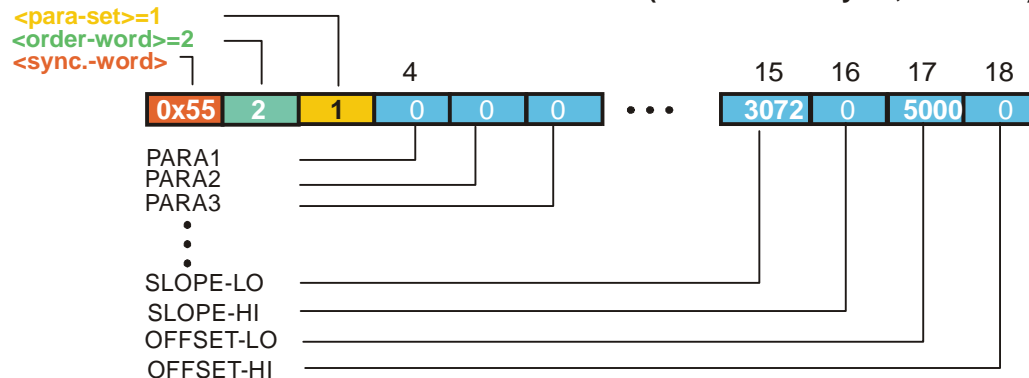 <para-set>=1
<order-word>=2
<sync.-word>
4 15 16 17 18
0x55 2 1 0 0 0 ••• 3072 0 5000 0
PARA1
PARA2
PARA3
SLOPE-LO
SLOPE-HI
OFFSET-LO
OFFSET-HI